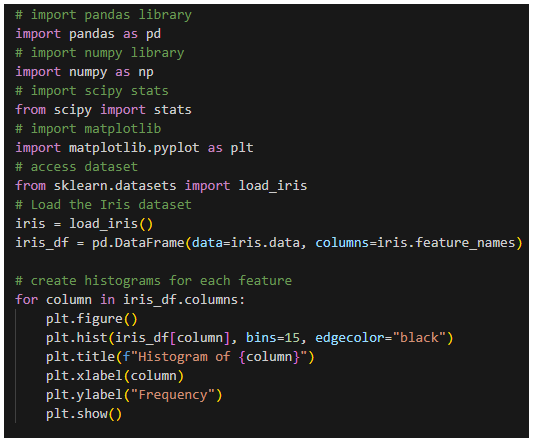 # import pandas library
import pandas as pd
# import numpy library
import numpy as np
# import scipy stats
from scipy import stats
# import matplotlib
import matplotlib.pyplot as plt
# access dataset
from sklearn.datasets import load_iris
# Load the Iris dataset
iris = load_iris()
iris_df = pd.DataFrame(data=iris.data, columns=iris.feature_names)

# create histograms for each feature
for column in iris_df.columns:
    plt.figure()
    plt.hist(iris_df[column], bins=15, edgecolor="black")
    plt.title(f"Histogram of {column}")
    plt.xlabel(column)
    plt.ylabel("Frequency")
    plt.show()